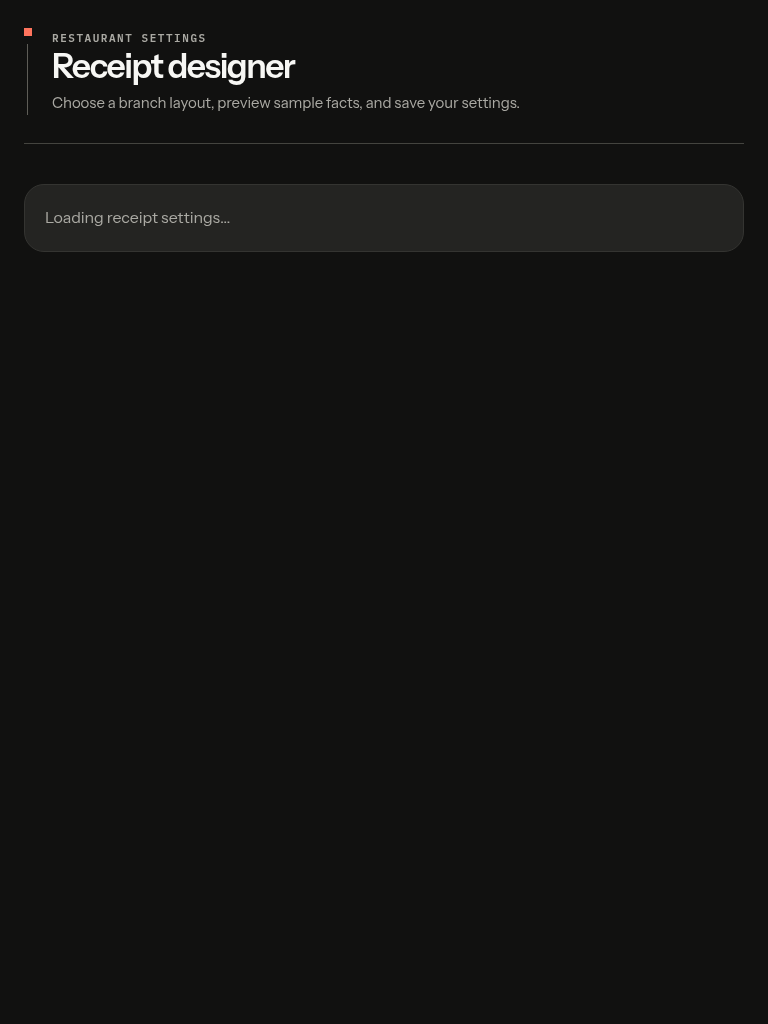 RESTAURANT SETTINGS
Receipt designer
Choose a branch layout, preview sample facts, and save your settings.
Loading receipt settings…